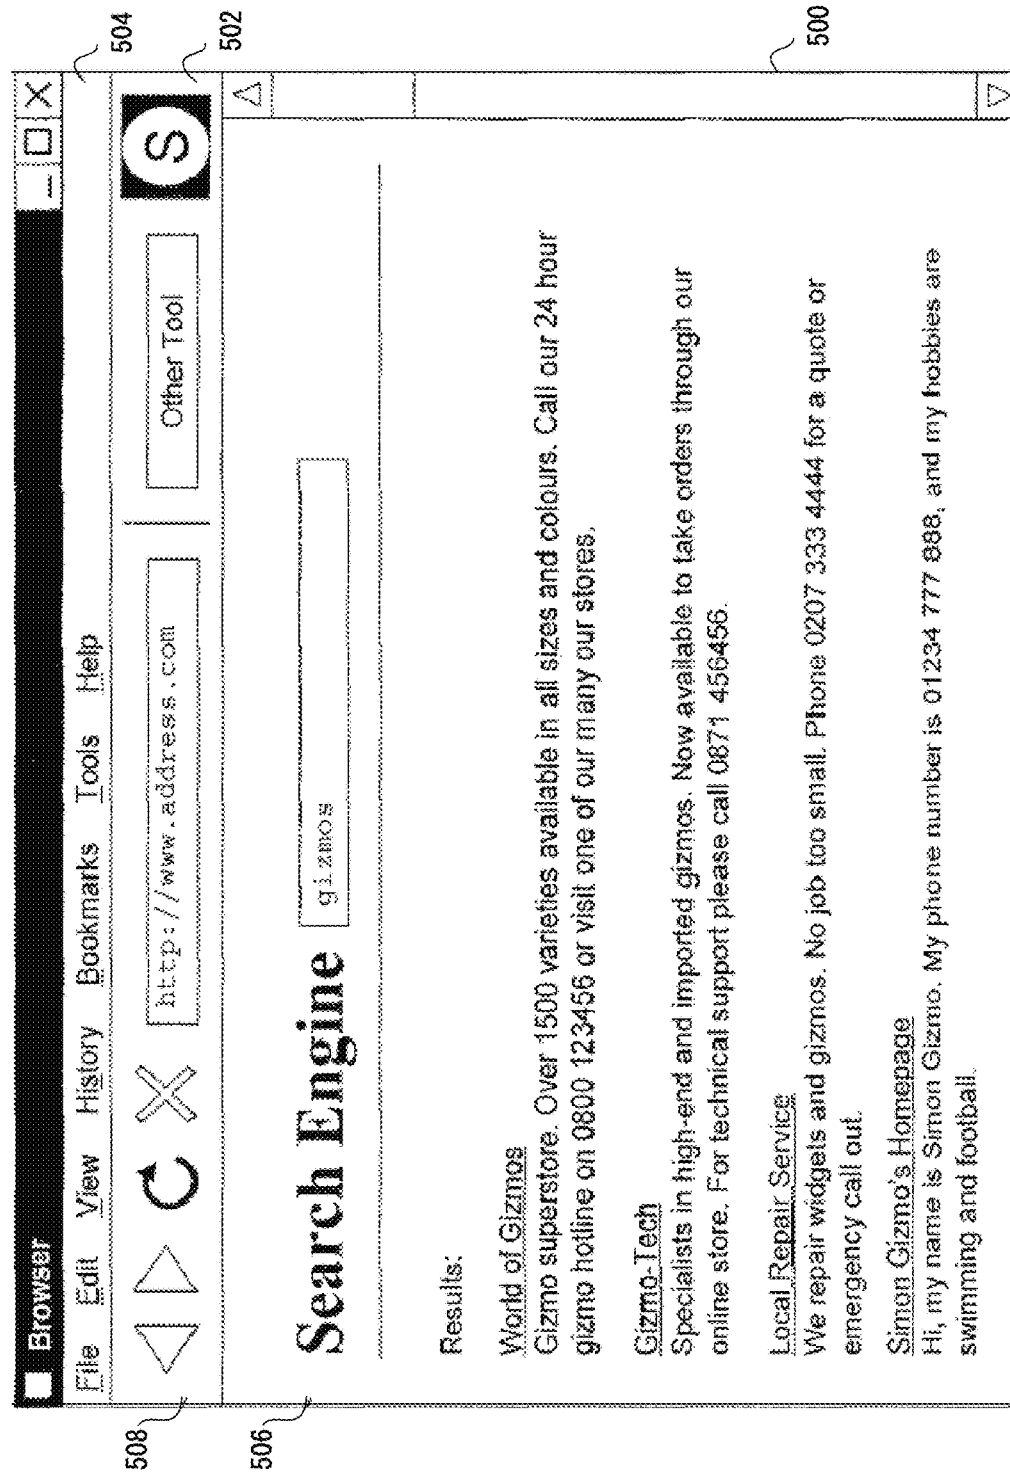 Browser
File Edit View History Bookmarks Tools Help
504
508
http://www.address.com
Other Tool
S
502
506
Search Engine
gizmos
Results:
World of Gizmos
Gizmo superstore. Over 1500 varieties available in all sizes and colours. Call our 24 hour
gizmo hotline on 0800 123456 or visit one of our many our stores.
Gizmo-Tech
Specialists in high-end and imported gizmos. Now available to take orders through our
online store. For technical support please call 0871 456456.
Local Repair Service
We repair widgets and gizmos. No job too small. Phone 0207 333 4444 for a quote or
emergency call out.
Simon Gizmo's Homepage
Hi, my name is Simon Gizmo. My phone number is 01234 777 888, and my hobbies are
swimming and football.
500